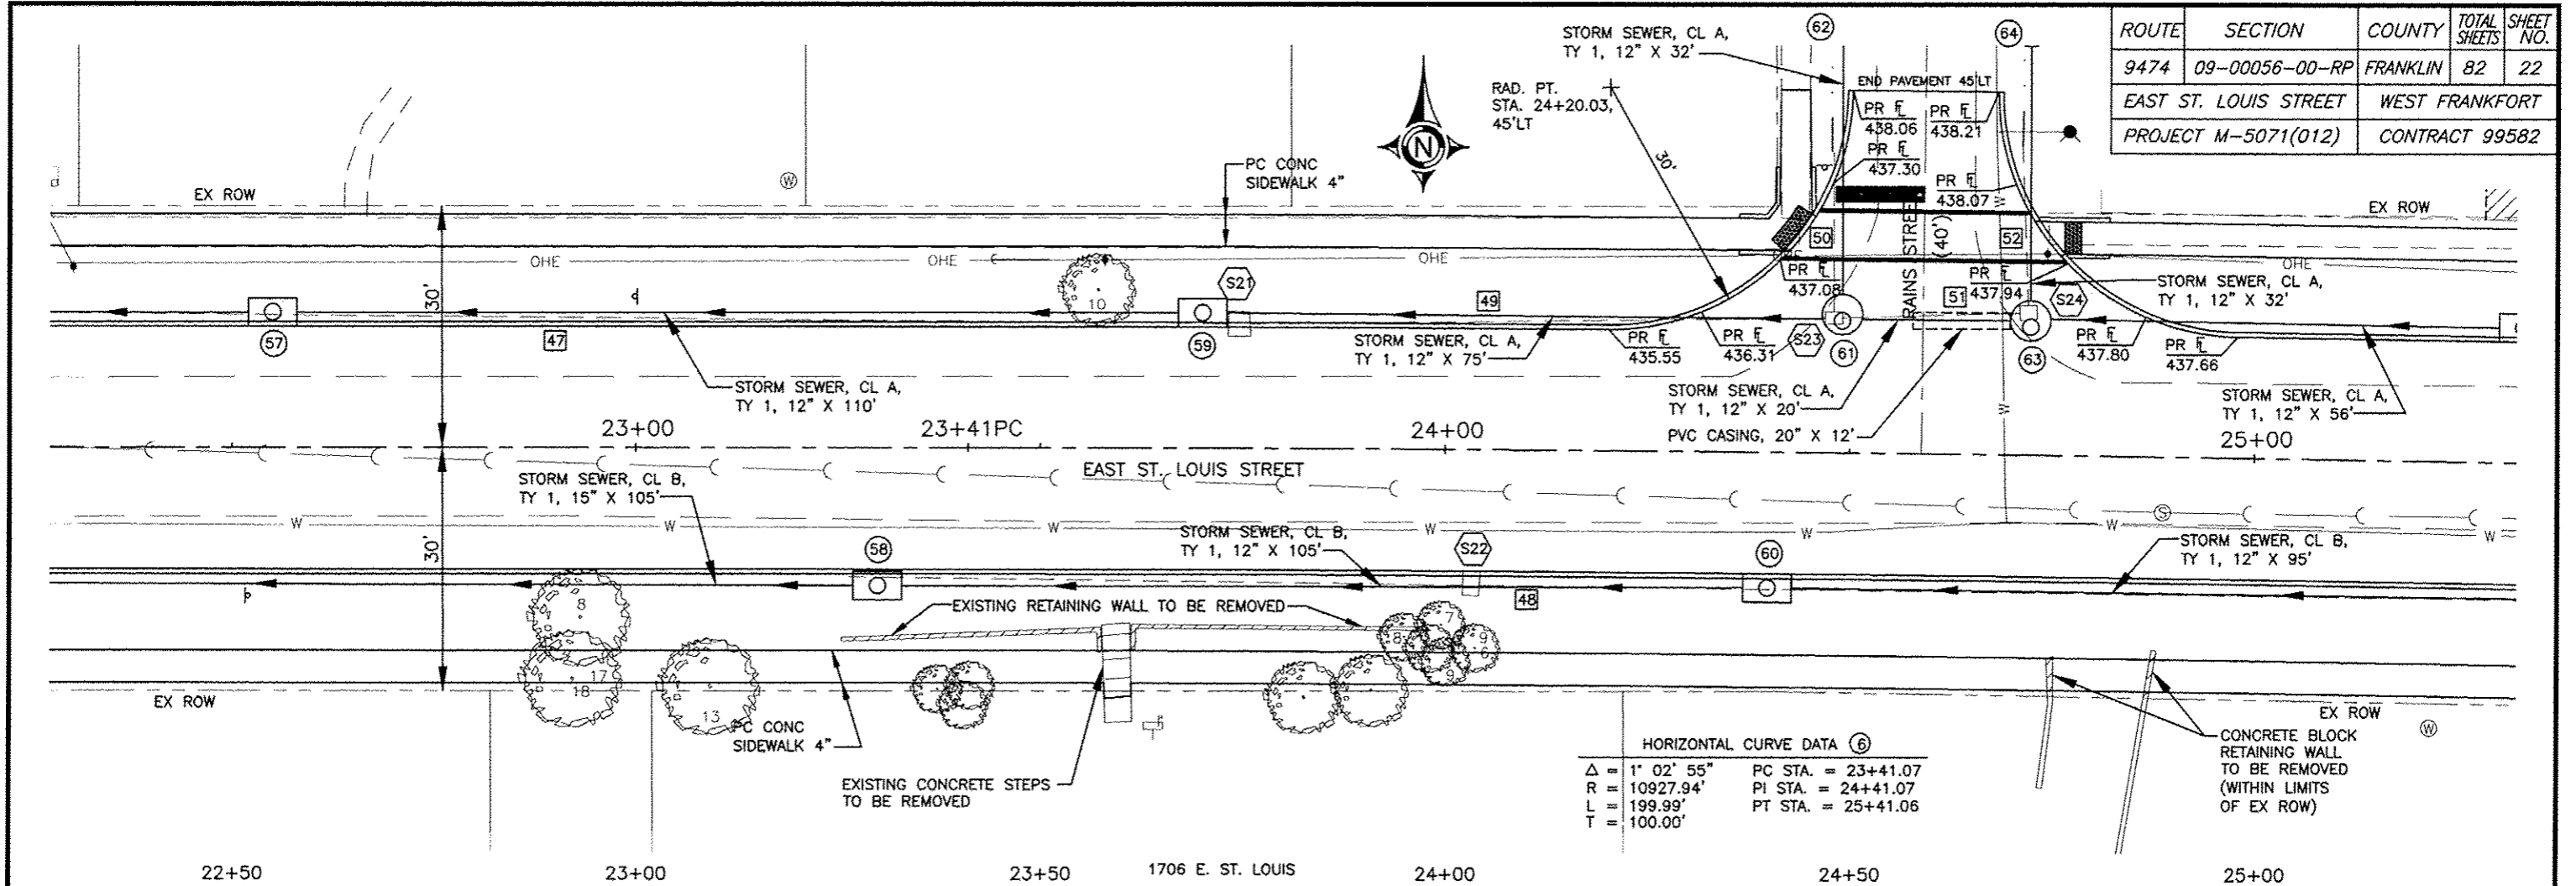 ROUTE SECTION COUNTY TOTAL SHEETS SHEET NO.
9474 09-00056-00-RP FRANKLIN 82 22
EAST ST. LOUIS STREET WEST FRANKFORT
PROJECT M-5071(012) CONTRACT 99582
62
64
STORM SEWER, CL A,
TY 1, 12" X 32'
RAD. PT.
STA. 24+20.03,
45'LT
30'
END PAVEMENT 45'LT
PR FL
438.06
PR FL
438.21
PR FL
437.30
PR FL
438.07
N
PC CONC
SIDEWALK 4"
W
EX ROW
EX ROW
OHE
OHE
OHE
OHE
10
S21
49
50
52
RAINS STREET
(40')
W
PR FL
437.08
PR FL
437.94
51
S24
STORM SEWER, CL A,
TY 1, 12" X 32'
30'
57
47
59
STORM SEWER, CL A,
TY 1, 12" X 75'
PR FL
435.55
PR FL
436.31
S23
61
63
PR FL
437.80
PR FL
437.66
STORM SEWER, CL A,
TY 1, 12" X 110'
STORM SEWER, CL A,
TY 1, 12" X 20'
PVC CASING, 20" X 12'
W
STORM SEWER, CL A,
TY 1, 12" X 56'
23+00
23+41PC
24+00
25+00
EAST ST. LOUIS STREET
STORM SEWER, CL B,
TY 1, 15" X 105'
W
W
W
W
W
W
W
S
30'
58
STORM SEWER, CL B,
TY 1, 12" X 105'
S22
60
STORM SEWER, CL B,
TY 1, 12" X 95'
48
8
EXISTING RETAINING WALL TO BE REMOVED
7
8
9
6
9
17
18
13
EX ROW
PC CONC
SIDEWALK 4"
EXISTING CONCRETE STEPS
TO BE REMOVED
EX ROW
W
CONCRETE BLOCK
RETAINING WALL
TO BE REMOVED
(WITHIN LIMITS
OF EX ROW)
HORIZONTAL CURVE DATA 6
Δ = 1° 02' 55" PC STA. = 23+41.07
R = 10927.94' PI STA. = 24+41.07
L = 199.99' PT STA. = 25+41.06
T = 100.00'
22+50
23+00
23+50
1706 E. ST. LOUIS
24+00
24+50
25+00